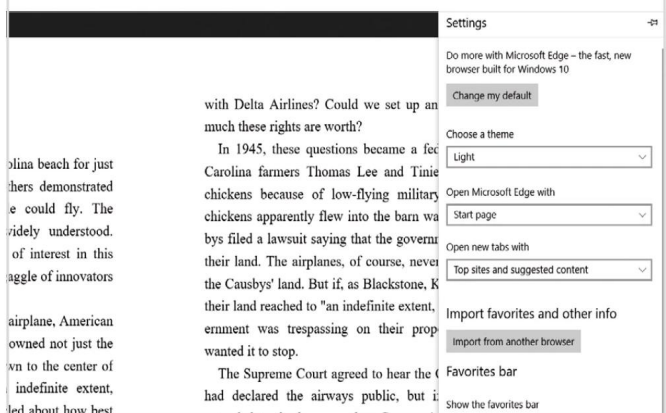 olina beach for just
thers demonstrated
e could fly. The
videly understood.
of interest in this
aggle of innovators
airplane, American
owned not just the
wn to the center of
indefinite extent,
led about how best
with Delta Airlines? Could we set up an
much these rights are worth?
In 1945, these questions became a fed
Carolina farmers Thomas Lee and Tinie
chickens because of low-flying military
chickens apparently flew into the barn wa
bys filed a lawsuit saying that the governm
their land. The airplanes, of course, never
the Causbys' land. But if, as Blackstone, K
their land reached to "an indefinite extent,
ernment was trespassing on their prop
wanted it to stop.
The Supreme Court agreed to hear the
had declared the airways public, but i
Settings
Do more with Microsoft Edge – the fast, new
browser built for Windows 10
Change my default
Choose a theme
Light
Open Microsoft Edge with
Start page
Open new tabs with
Top sites and suggested content
Import favorites and other info
Import from another browser
Favorites bar
Show the favorites bar